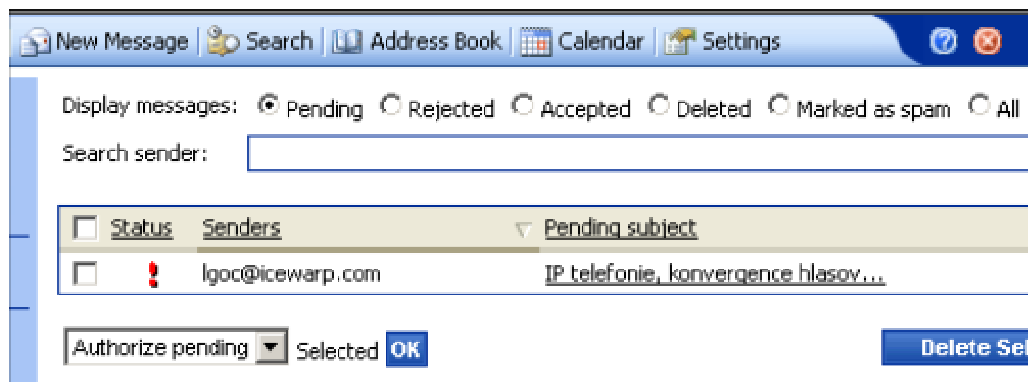 New Message | Search | Address Book | Calendar | Settings
Display messages: Pending Rejected Accepted Deleted Marked as spam All
Search sender:
Status Senders Pending subject
lgoc@icewarp.com IP telefonie, konvergence hlasov...
Authorize pending Selected OK Delete Sel